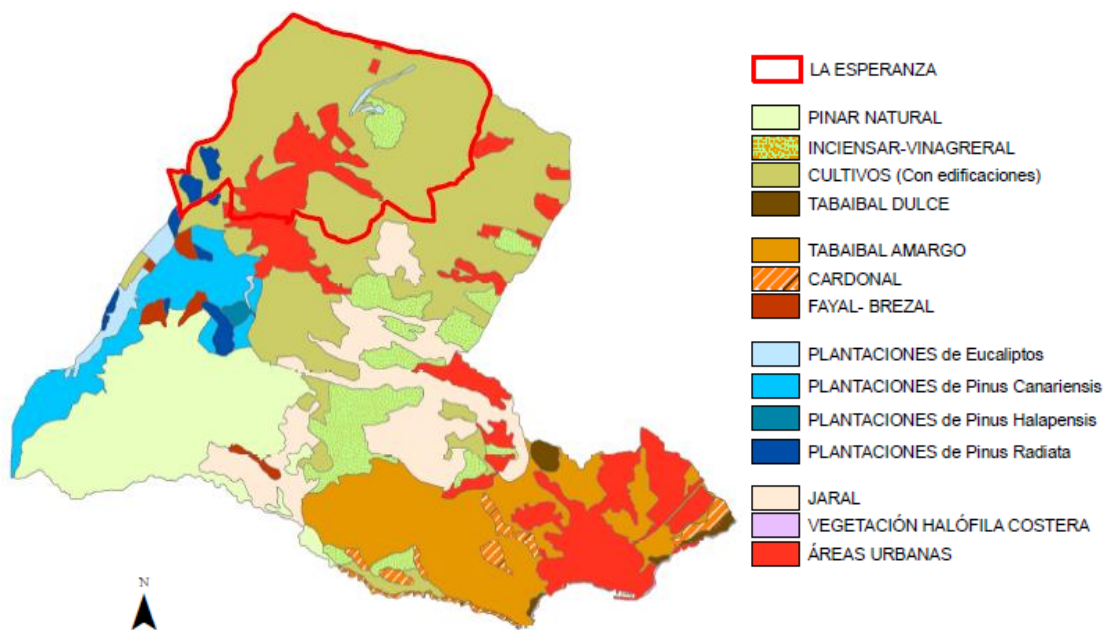 LA ESPERANZA
PINAR NATURAL
INCIENSAR-VINAGRERAL
CULTIVOS (Con edificaciones)
TABAIBAL DULCE
TABAIBAL AMARGO
CARDONAL
FAYAL- BREZAL
PLANTACIONES de Eucaliptos
PLANTACIONES de Pinus Canariensis
PLANTACIONES de Pinus Halapensis
PLANTACIONES de Pinus Radiata
JARAL
VEGETACIÓN HALÓFILA COSTERA
ÁREAS URBANAS
N